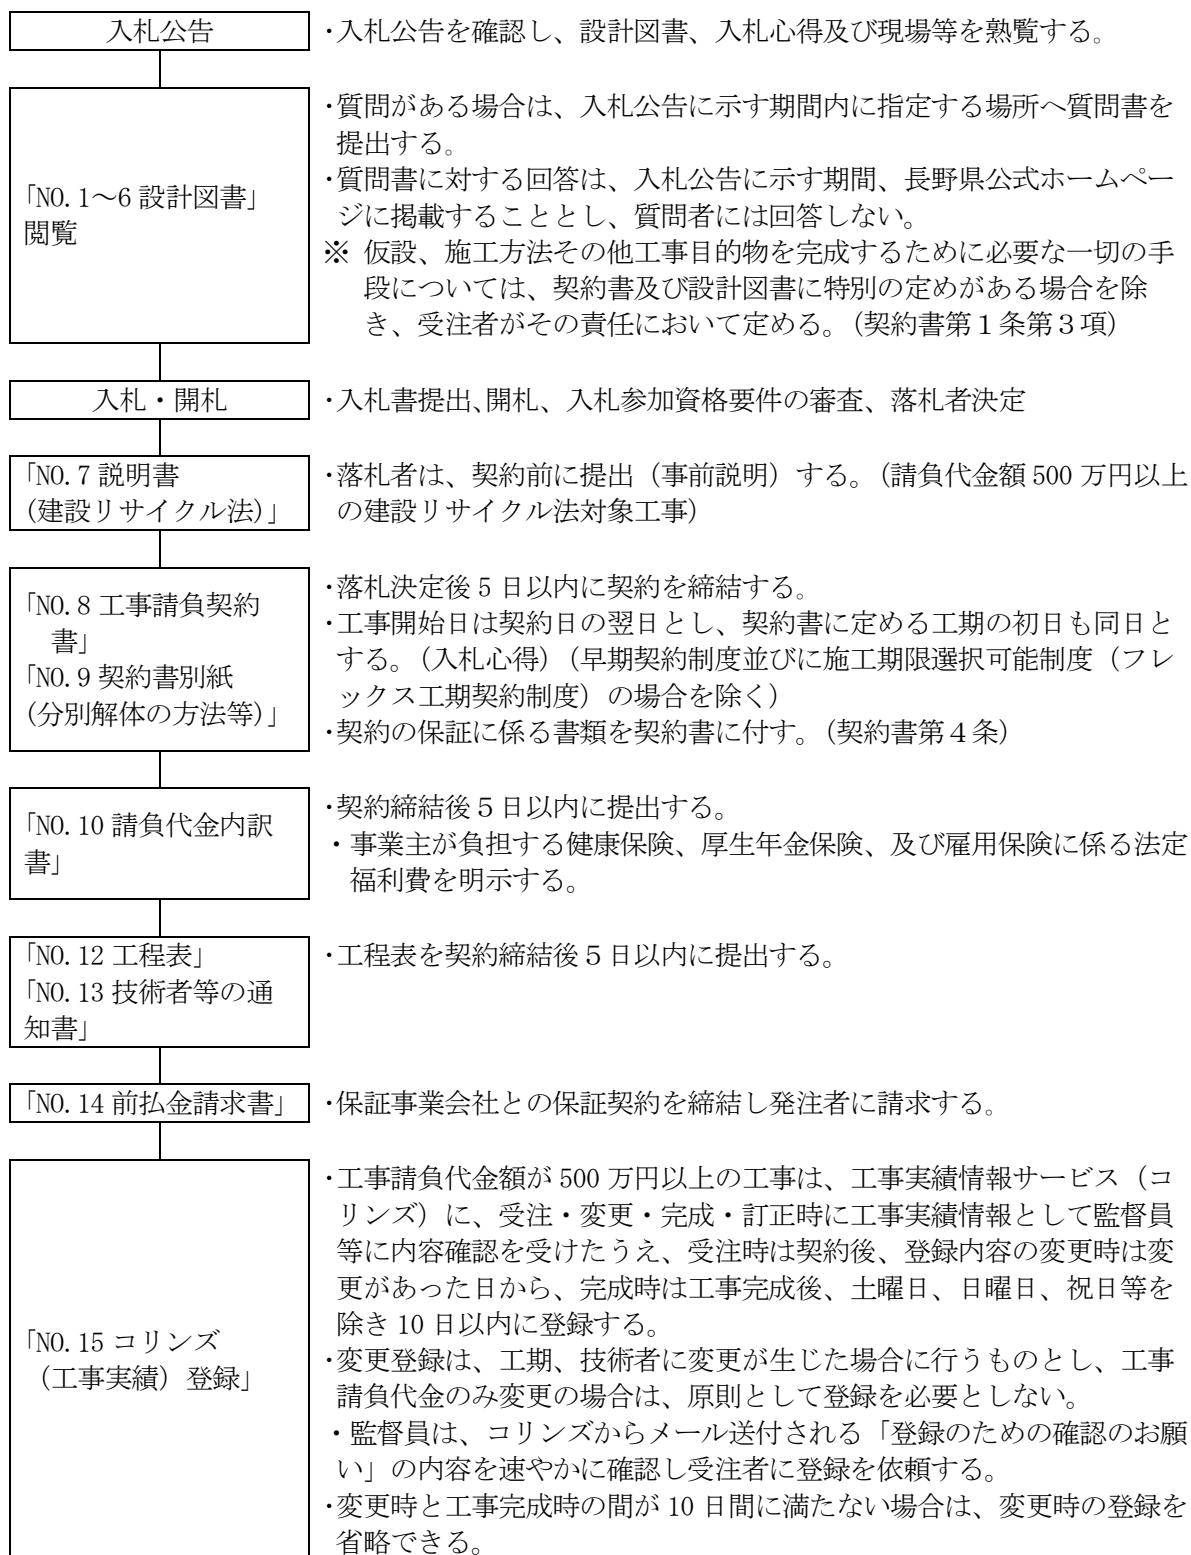 入札公告
・入札公告を確認し、設計図書、入札心得及び現場等を熟覧する。
「NO.1～6 設計図書」
閲覧
・質問がある場合は、入札公告に示す期間内に指定する場所へ質問書を
提出する。
・質問書に対する回答は、入札公告に示す期間、長野県公式ホームペー
ジに掲載することとし、質問者には回答しない。
※ 仮設、施工方法その他工事目的物を完成するために必要な一切の手
段については、契約書及び設計図書に特別の定めがある場合を除
き、受注者がその責任において定める。（契約書第１条第３項）
入札・開札
・入札書提出、開札、入札参加資格要件の審査、落札者決定
「NO.7 説明書
(建設リサイクル法)」
・落札者は、契約前に提出（事前説明）する。（請負代金額 500 万円以上
の建設リサイクル法対象工事）
「NO.8 工事請負契約
書」
「NO.9 契約書別紙
(分別解体の方法等)」
・落札決定後 5 日以内に契約を締結する。
・工事開始日は契約日の翌日とし、契約書に定める工期の初日も同日と
する。（入札心得）（早期契約制度並びに施工期限選択可能制度（フレ
ックス工期契約制度）の場合を除く）
・契約の保証に係る書類を契約書に付す。（契約書第４条）
「NO.10 請負代金内訳
書」
・契約締結後５日以内に提出する。
・事業主が負担する健康保険、厚生年金保険、及び雇用保険に係る法定
福利費を明示する。
「NO.12 工程表」
「NO.13 技術者等の通
知書」
・工程表を契約締結後５日以内に提出する。
「NO.14 前払金請求書」
・保証事業会社との保証契約を締結し発注者に請求する。
「NO.15 コリンズ
（工事実績）登録」
・工事請負代金額が 500 万円以上の工事は、工事実績情報サービス（コ
リンズ）に、受注・変更・完成・訂正時に工事実績情報として監督員
等に内容確認を受けたうえ、受注時は契約後、登録内容の変更時は変
更があった日から、完成時は工事完成後、土曜日、日曜日、祝日等を
除き 10 日以内に登録する。
・変更登録は、工期、技術者に変更が生じた場合に行うものとし、工事
請負代金のみ変更の場合は、原則として登録を必要としない。
・監督員は、コリンズからメール送付される「登録のための確認のお願
い」の内容を速やかに確認し受注者に登録を依頼する。
・変更時と工事完成時の間が 10 日間に満たない場合は、変更時の登録を
省略できる。